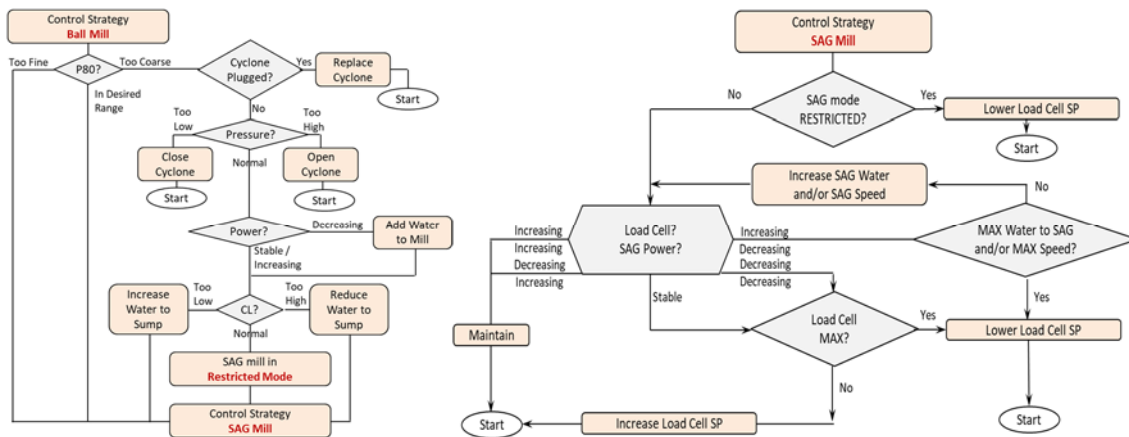 Control Strategy
Ball Mill
Too Fine
P80?
Too Coarse
In Desired
Range
Cyclone
Plugged?
Yes
Replace
Cyclone
Start
No
Too
Low
Pressure?
Too
High
Normal
Close
Cyclone
Start
Open
Cyclone
Start
Power?
Decreasing
Add Water
to Mill
Stable /
Increasing
Increase
Water to
Sump
Too
Low
CL?
Too
High
Reduce
Water to
Sump
Normal
SAG mill in
Restricted Mode
Control Strategy
SAG Mill
Control Strategy
SAG Mill
No
SAG mode
RESTRICTED?
Yes
Lower Load Cell SP
Start
Increase SAG Water
and/or SAG Speed
No
Increasing
Increasing
Decreasing
Increasing
Load Cell?
SAG Power?
Increasing
Decreasing
Decreasing
Decreasing
MAX Water to SAG
and/or MAX Speed?
Stable
Yes
Maintain
Load Cell
MAX?
Yes
Lower Load Cell SP
No
Start
Increase Load Cell SP
Start